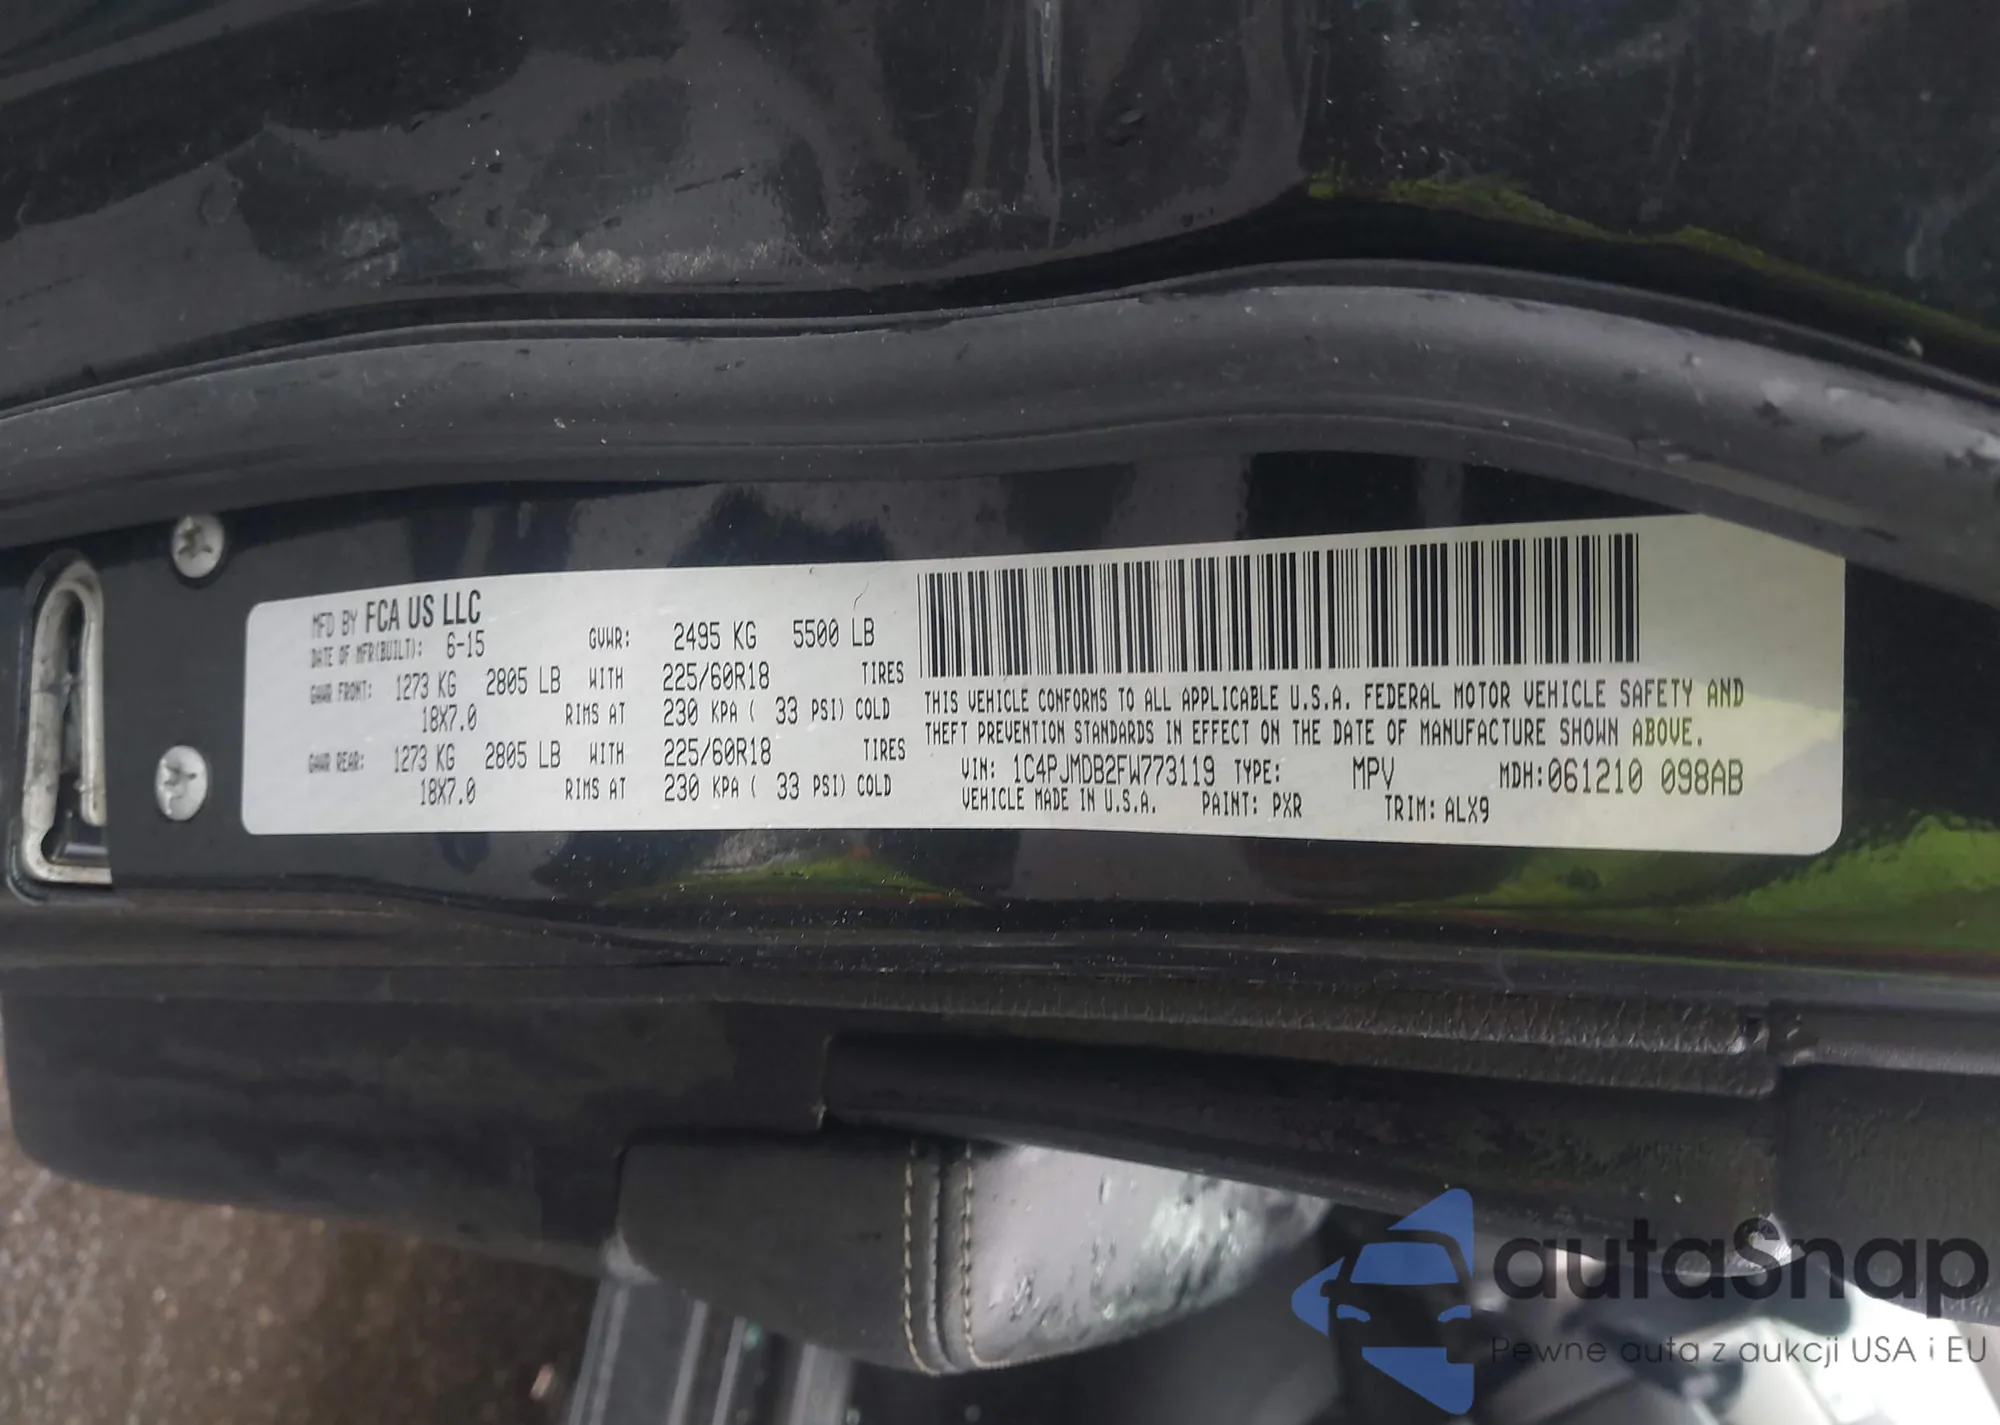 MFD BY FCA US LLC
DATE OF MFR(BUILT): 6-15 GVWR: 2495 KG 5500 LB
GAWR FRONT: 1273 KG 2805 LB WITH 225/60R18 TIRES
18X7.0 RIMS AT 230 KPA ( 33 PSI) COLD
GAWR REAR: 1273 KG 2805 LB WITH 225/60R18 TIRES
18X7.0 RIMS AT 230 KPA ( 33 PSI) COLD
THIS VEHICLE CONFORMS TO ALL APPLICABLE U.S.A. FEDERAL MOTOR VEHICLE SAFETY AND
THEFT PREVENTION STANDARDS IN EFFECT ON THE DATE OF MANUFACTURE SHOWN ABOVE.
VIN: 1C4PJMDB2FW773119 TYPE: MPV MDH:061210 098AB
VEHICLE MADE IN U.S.A. PAINT: PXR TRIM: ALX9
autaSnap
Pewne auta z aukcji USA i EU